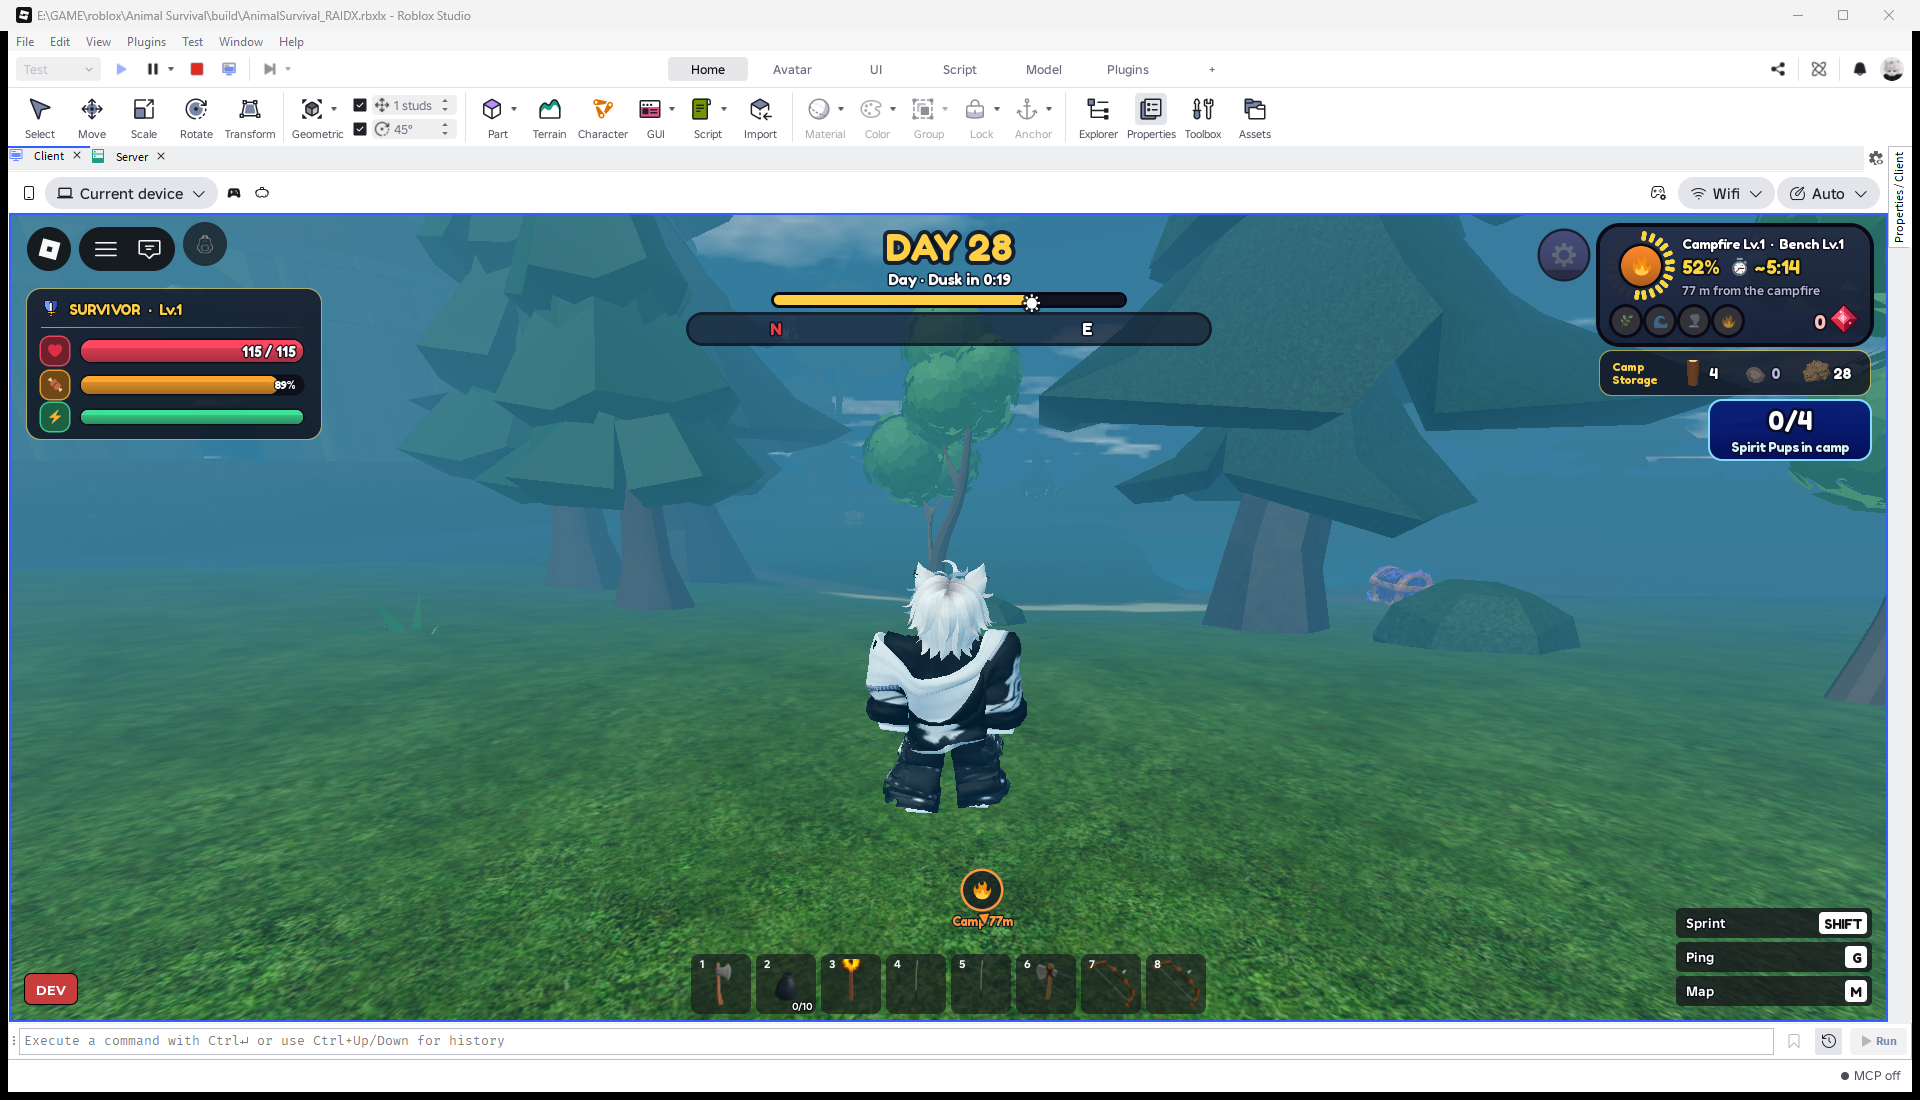 E:\GAME\roblox\Animal Survival\build\AnimalSurvival_RAIDX.rbxlx - Roblox Studio
File Edit View Plugins Test Window Help
Test
Home Avatar UI Script Model Plugins +
1 studs
45°
Select Move Scale Rotate Transform Geometric Part Terrain Character GUI Script Import Material Color Group Lock Anchor Explorer Properties Toolbox Assets
Client Server
Properties / Client
Current device
Wifi Auto
DAY 28
Day · Dusk in 0:19
N E
SURVIVOR · Lv.1
115 / 115
89%
Campfire Lv.1 · Bench Lv.1
52% ~5:14
77 m from the campfire
0
Camp Storage
4 0 28
0/4
Spirit Pups in camp
Camp 77m
1 2 3 4 5 6 7 8
0/10
Sprint SHIFT
Ping G
Map M
DEV
Execute a command with Ctrl↵ or use Ctrl+Up/Down for history
Run
MCP off